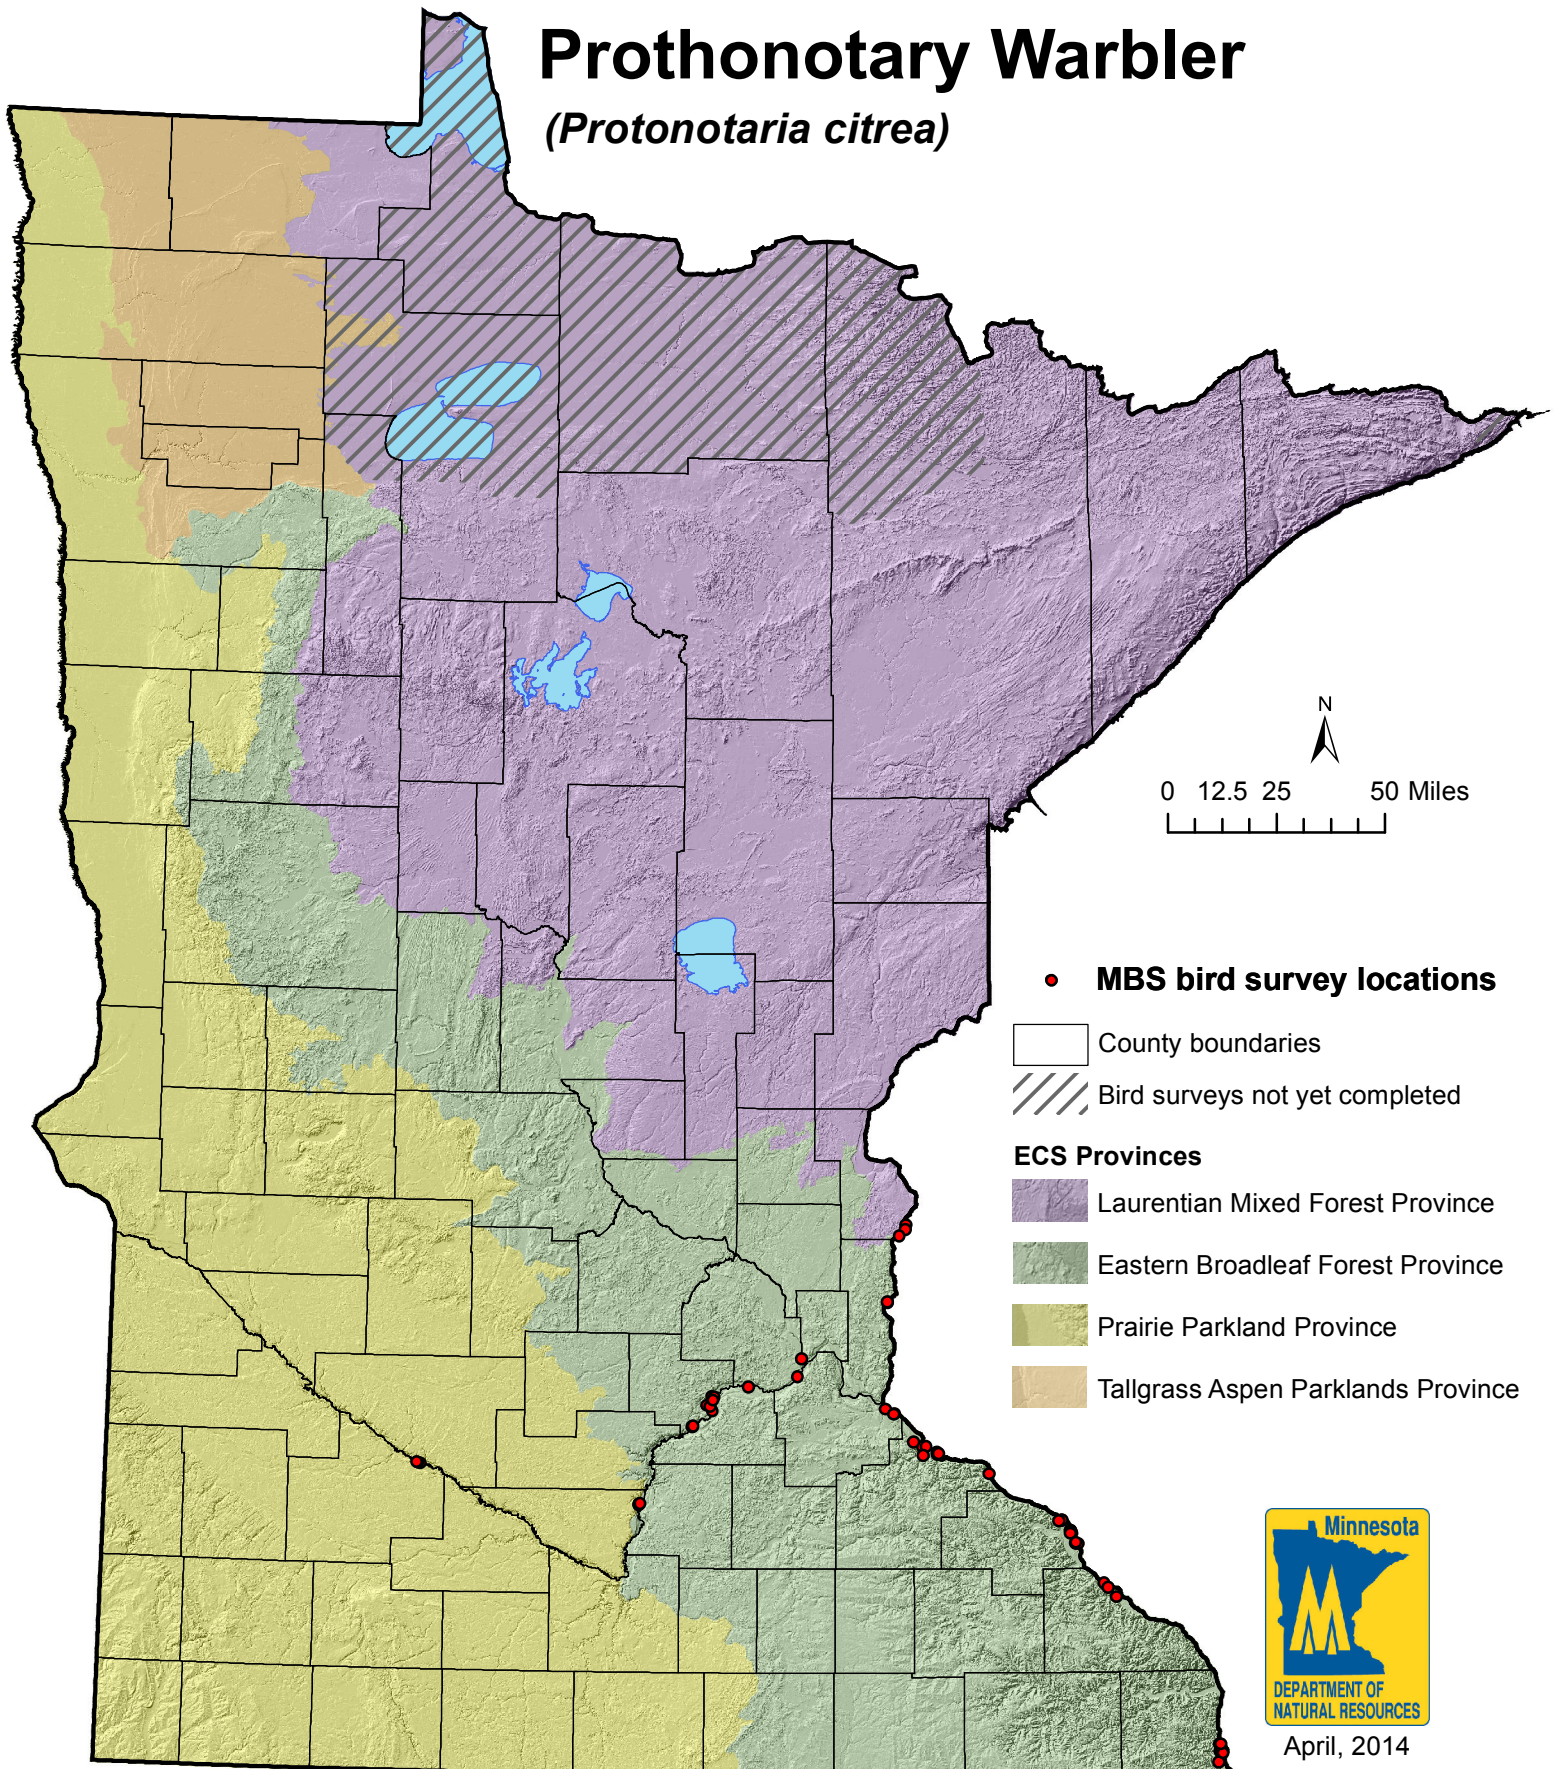 Prothonotary Warbler
(Protonotaria citrea)
N
0 12.5 25 50 Miles
MBS bird survey locations
County boundaries
Bird surveys not yet completed
ECS Provinces
Laurentian Mixed Forest Province
Eastern Broadleaf Forest Province
Prairie Parkland Province
Tallgrass Aspen Parklands Province
Minnesota
DEPARTMENT OF
NATURAL RESOURCES
April, 2014